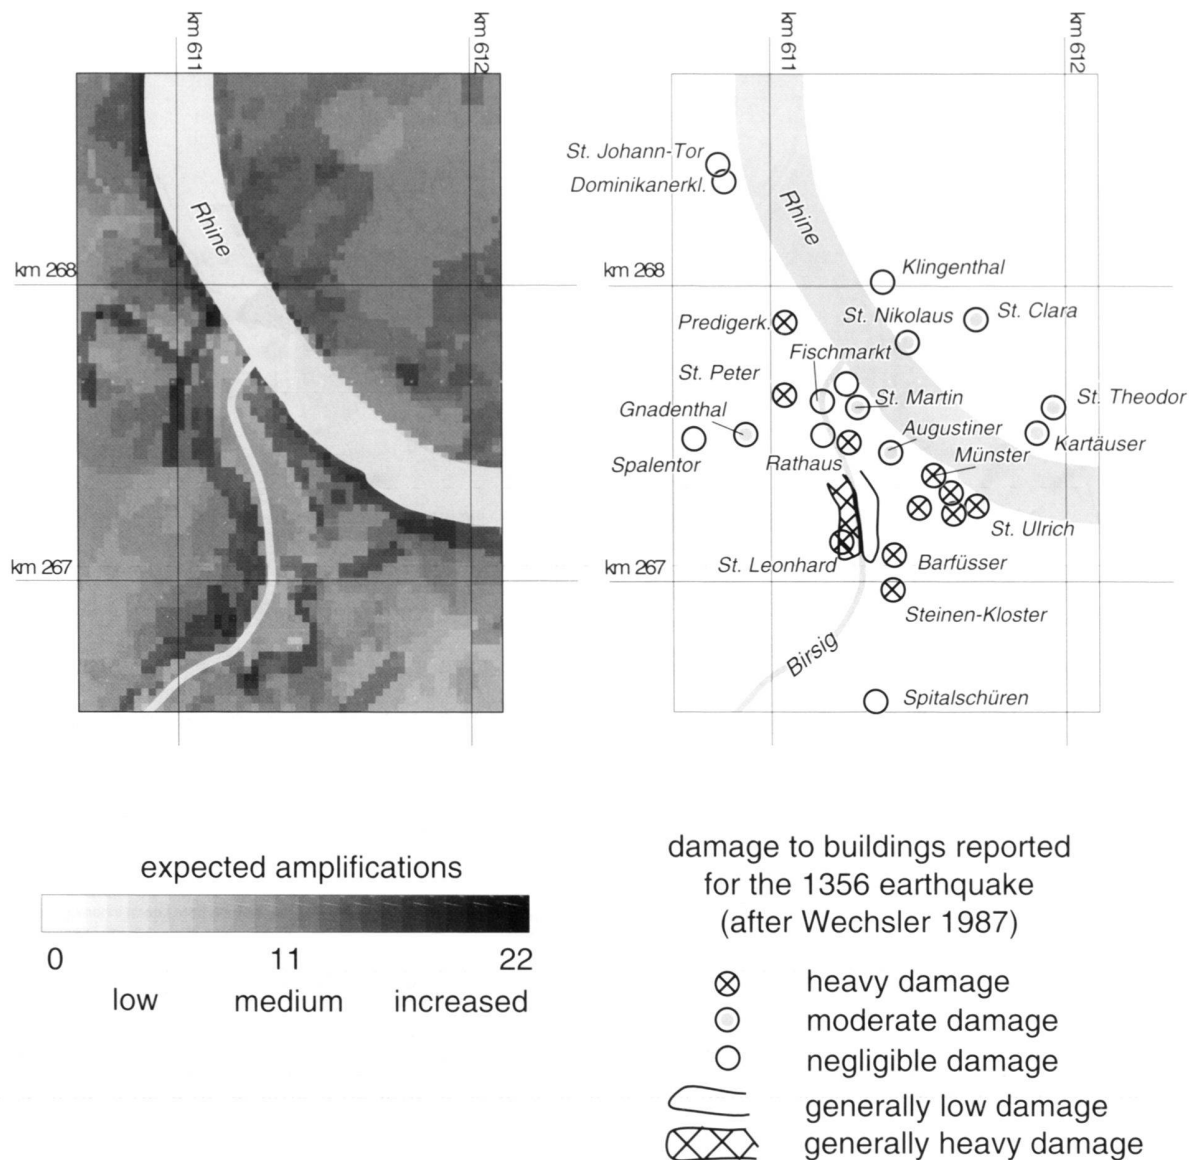 km 611
km 612
Rhine
km 268
km 267
expected amplifications
0 11 22
low medium increased
km 611
km 612
St. Johann-Tor
Dominikanerkl.
Rhine
km 268
Klingenthal
Predigerk.
St. Nikolaus
St. Clara
Fischmarkt
St. Peter
St. Martin
St. Theodor
Gnadenthal
Augustiner
Kartäuser
Spalentor
Rathaus
Münster
St. Ulrich
km 267
St. Leonhard
Barfüsser
Steinen-Kloster
Birsig
Spitalschüren
damage to buildings reported
for the 1356 earthquake
(after Wechsler 1987)
heavy damage
moderate damage
negligible damage
generally low damage
generally heavy damage